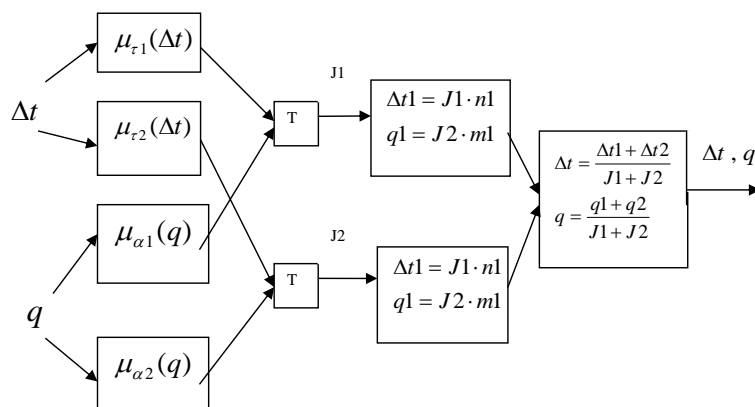 μτ1(Δt)
Δt
μτ2(Δt)
μα1(q)
q
μα2(q)
T
J1
T
J2
Δt1 = J1·n1
q1 = J2·m1
Δt1 = J1·n1
q1 = J2·m1
Δt = (Δt1 + Δt2)/(J1 + J2)
q = (q1 + q2)/(J1 + J2)
Δt , q